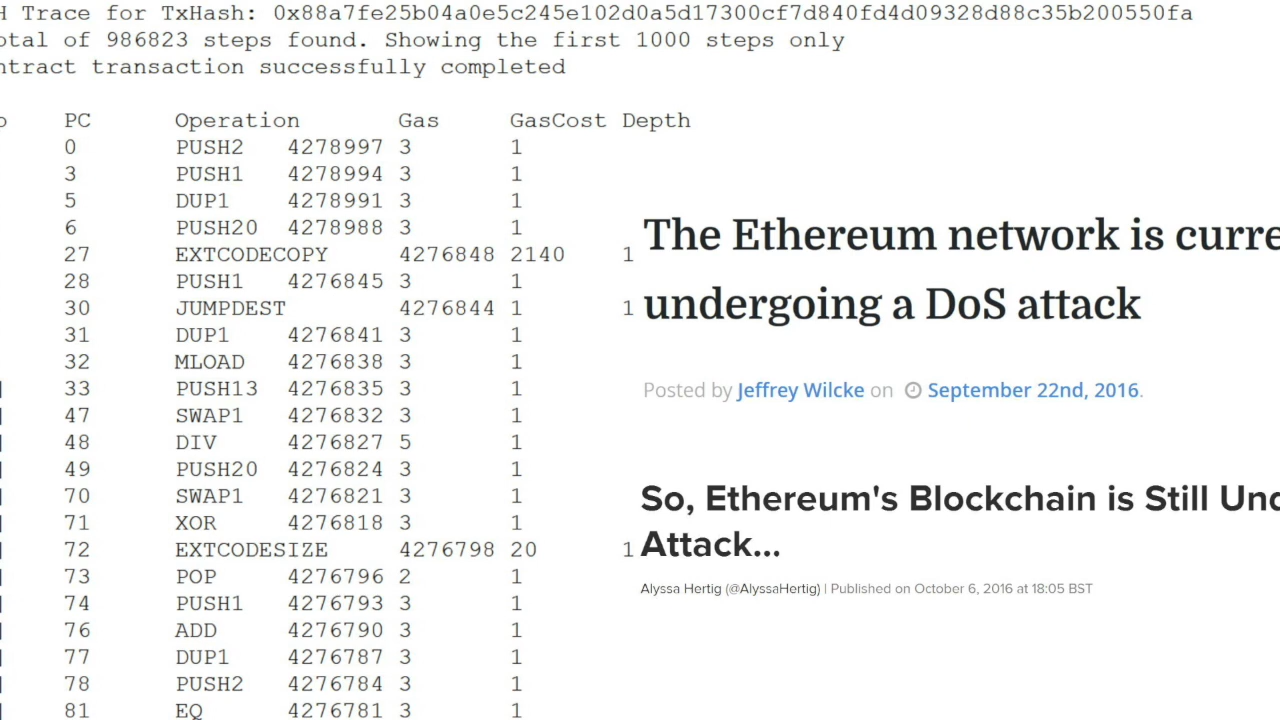 H Trace for TxHash: 0x88a7fe25b04a0e5c245e102d0a5d17300cf7d840fd4d09328d88c35b200550fa
otal of 986823 steps found. Showing the first 1000 steps only
ntract transaction successfully completed
p PC Operation Gas GasCost Depth
0 PUSH2 4278997 3 1
3 PUSH1 4278994 3 1
5 DUP1 4278991 3 1
6 PUSH20 4278988 3 1
27 EXTCODECOPY 4276848 2140 1
28 PUSH1 4276845 3 1
30 JUMPDEST 4276844 1 1
31 DUP1 4276841 3 1
32 MLOAD 4276838 3 1
33 PUSH13 4276835 3 1
47 SWAP1 4276832 3 1
48 DIV 4276827 5 1
49 PUSH20 4276824 3 1
70 SWAP1 4276821 3 1
71 XOR 4276818 3 1
72 EXTCODESIZE 4276798 20 1
73 POP 4276796 2 1
74 PUSH1 4276793 3 1
76 ADD 4276790 3 1
77 DUP1 4276787 3 1
78 PUSH2 4276784 3 1
81 EQ 4276781 3 1
The Ethereum network is curre
undergoing a DoS attack
Posted by Jeffrey Wilcke on September 22nd, 2016.
So, Ethereum's Blockchain is Still Und
Attack...
Alyssa Hertig (@AlyssaHertig) | Published on October 6, 2016 at 18:05 BST